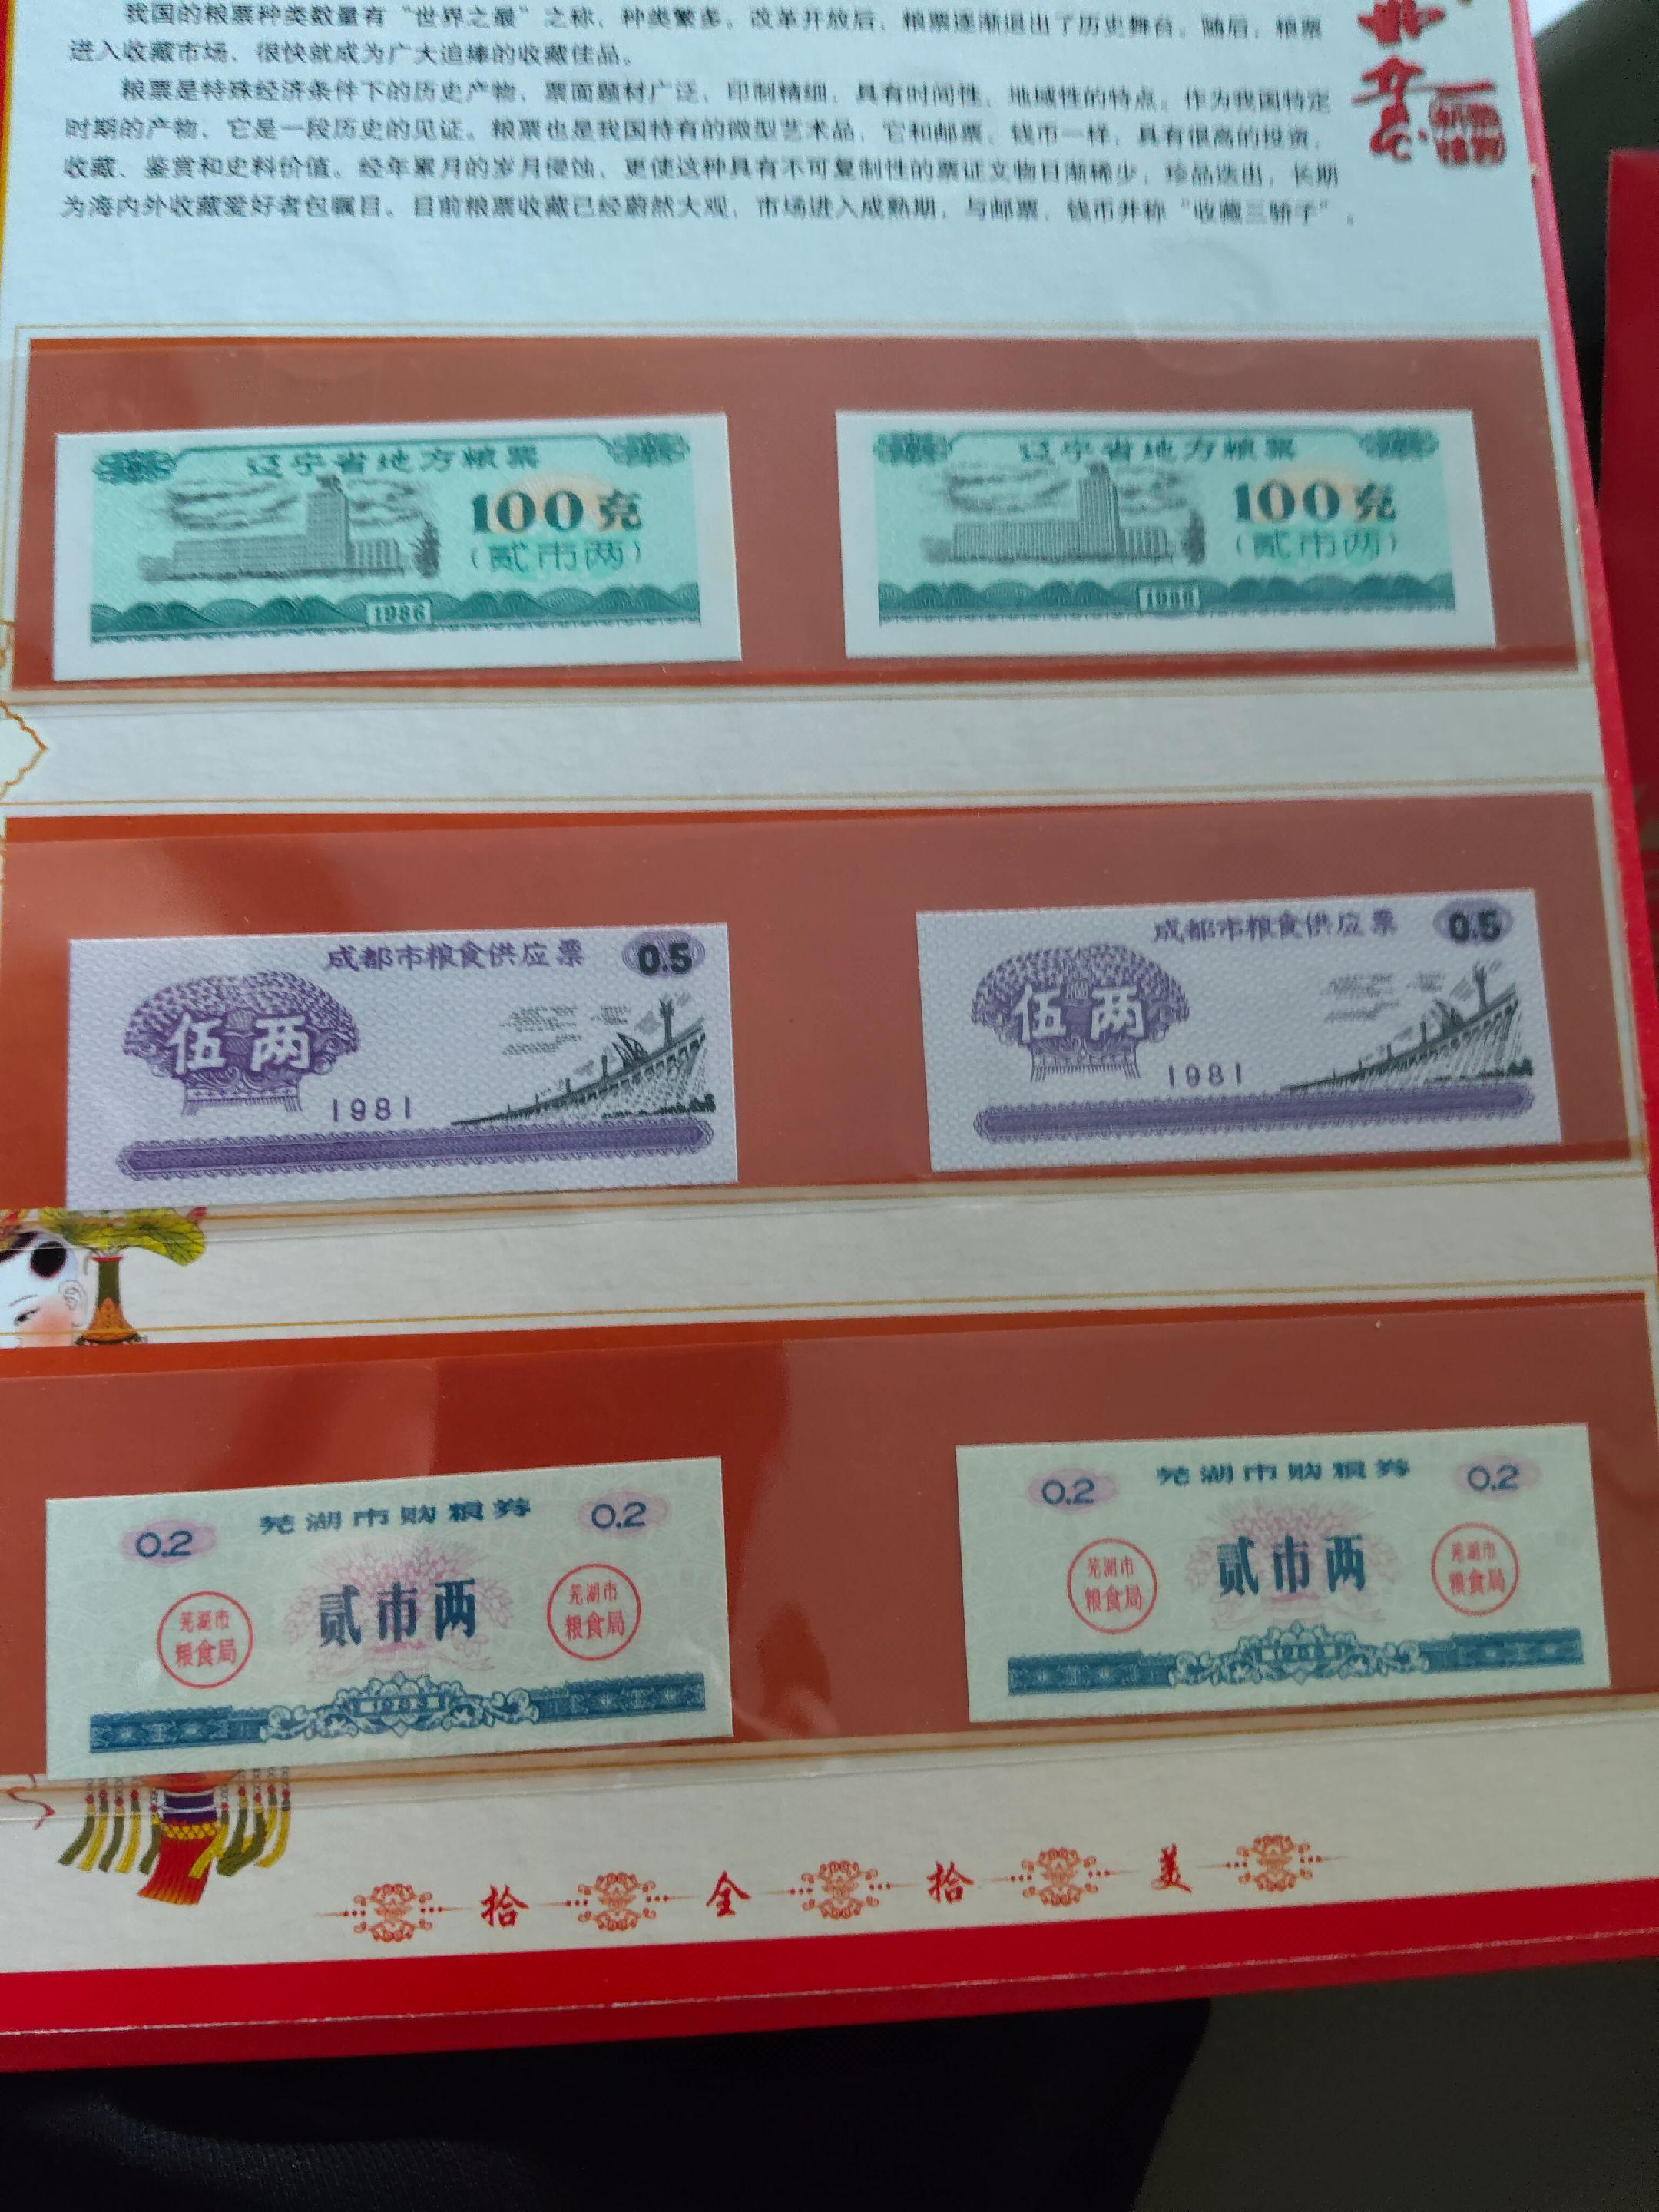 我国的粮票种类数量有“世界之最”之称，种类繁多。改革开放后，粮票逐渐退出了历史舞台。随后，粮票
进入收藏市场，很快就成为广大追捧的收藏佳品。
粮票是特殊经济条件下的历史产物，票面题材广泛，印制精细，具有时间性、地域性的特点。作为我国特定
时期的产物，它是一段历史的见证。粮票也是我国特有的微型艺术品，它和邮票、钱币一样，具有很高的投资、
收藏、鉴赏和史料价值。经年累月的岁月侵蚀，更使这种具有不可复制性的票证文物日渐稀少，珍品迭出，长期
为海内外收藏爱好者包瞩目。目前粮票收藏已经蔚然大观，市场进入成熟期，与邮票、钱币并称“收藏三骄子”。
辽宁省地方粮票
100克
(贰市两)
1986
辽宁省地方粮票
100克
(贰市两)
1986
成都市粮食供应票
0.5
伍两
1981
成都市粮食供应票
0.5
伍两
1981
芜湖市购粮券
0.2
0.2
贰市两
芜湖市
粮食局
芜湖市
粮食局
1983
芜湖市购粮券
0.2
0.2
贰市两
芜湖市
粮食局
芜湖市
粮食局
1983
拾全拾美